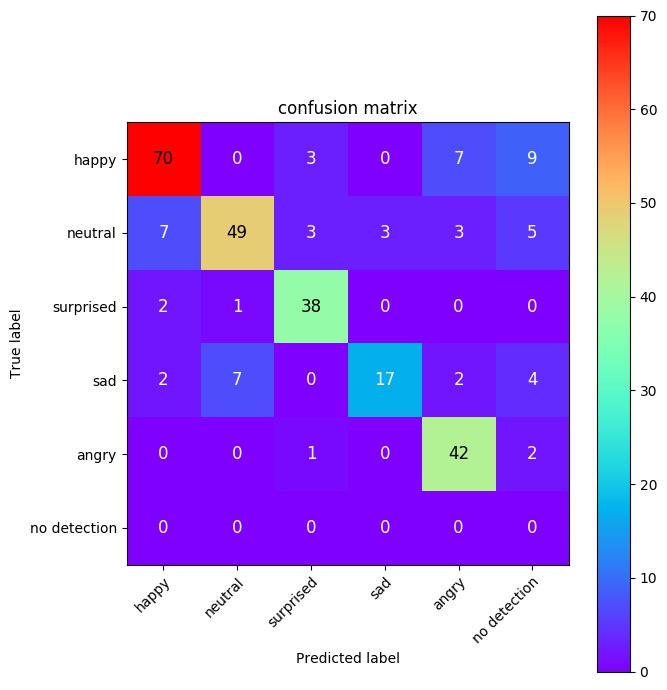 confusion matrix
happy 70 0 3 0 7 9
neutral 7 49 3 3 3 5
surprised 2 1 38 0 0 0
sad 2 7 0 17 2 4
angry 0 0 1 0 42 2
no detection 0 0 0 0 0 0
happy neutral surprised sad angry no detection
Predicted label
True label
70
60
50
40
30
20
10
0